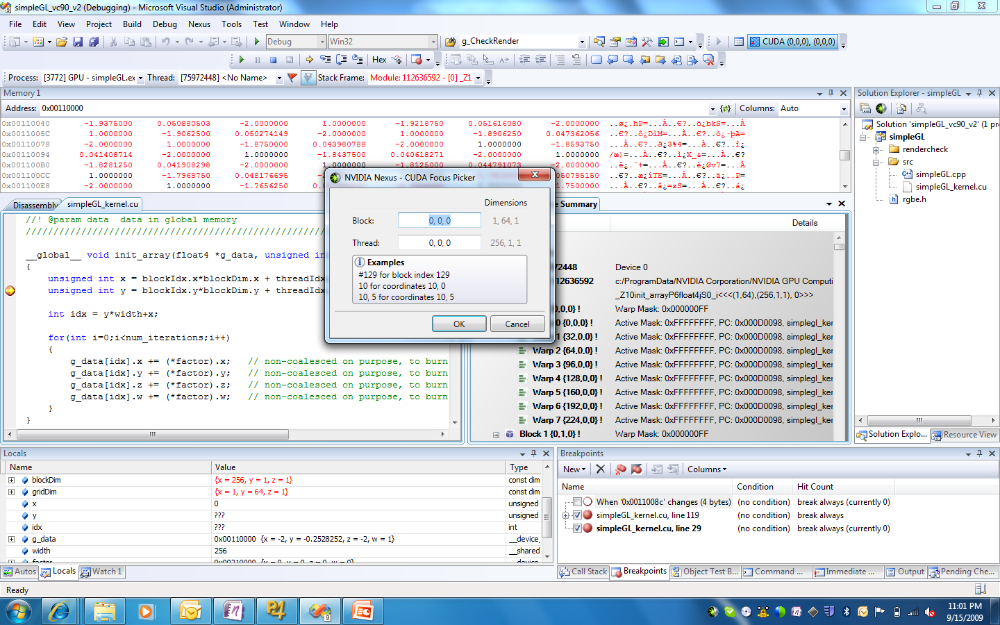 simpleGL_vc90_v2 (Debugging) - Microsoft Visual Studio (Administrator)
File Edit View Project Build Debug Nexus Tools Test Window Help
Debug Win32 g_CheckRender CUDA (0,0,0), (0,0,0)
Hex
Process: [3772] GPU - simpleGL.ex Thread: [75972448] <No Name> Stack Frame: Module: 112636592 - [0] _Z1
Memory 1
Address: 0x00110000 Columns: Auto
0x00110040 -1.9375000 0.050880503 -2.0000000 1.0000000 -1.9218750 0.051616080 -2.0000000
0x0011005C 1.0000000 -1.9062500 0.050274149 -2.0000000 1.0000000 -1.8906250 0.047362056
0x00110078 -2.0000000 1.0000000 -1.8750000 0.043980788 -2.0000000 1.0000000 -1.8593750
0x00110094 0.041408714 -2.0000000 1.0000000 -1.8437500 0.040618271 -2.0000000 1.0000000
0x001100B0 -1.8281250 0.041908298 -2.0000000 1.0000000 -1.8125000 0.044791073 -2.0000000
0x001100CC 1.0000000 -1.7968750 0.048176695
0x001100E8 -2.0000000 1.0000000 -1.7656250
Solution Explorer - simpleGL
Solution 'simpleGL_vc90_v2' (1 pro
simpleGL
rendercheck
src
simpleGL.cpp
simpleGL_kernel.cu
rgbe.h
Solution Explo... Resource View
Disassembly simpleGL_kernel.cu
//! @param data  data in global memory
__global__ void init_array(float4 *g_data, unsigned in
{
unsigned int x = blockIdx.x*blockDim.x + threadIdx
unsigned int y = blockIdx.y*blockDim.y + threadIdx
int idx = y*width+x;
for(int i=0;i<num_iterations;i++)
{
g_data[idx].x += (*factor).x;   // non-coalesced on purpose, to burn
g_data[idx].y += (*factor).y;   // non-coalesced on purpose, to burn
g_data[idx].z += (*factor).z;   // non-coalesced on purpose, to burn
g_data[idx].w += (*factor).w;   // non-coalesced on purpose, to burn
}
}
NVIDIA Nexus - CUDA Focus Picker
Dimensions
Block: 0, 0, 0 1, 64, 1
Thread: 0, 0, 0 256, 1, 1
Examples
#129 for block index 129
10 for coordinates 10, 0
10, 5 for coordinates 10, 5
OK Cancel
Summary
Details
72448 Device 0
12636592 c:/ProgramData/NVIDIA Corporation/NVIDIA GPU Computi
_Z10init_arrayP6float4jS0_i<<<(1,64),(256,1,1), 0>>>
0,0,0} ! Warp Mask: 0x000000FF
0 {0,0,0} ! Active Mask: 0xFFFFFFFF, PC: 0x000D0098, simplegl_ker
1 {32,0,0} ! Active Mask: 0xFFFFFFFF, PC: 0x000D0098, simplegl_ker
Warp 2 {64,0,0} ! Active Mask: 0xFFFFFFFF, PC: 0x000D0098, simplegl_ker
Warp 3 {96,0,0} ! Active Mask: 0xFFFFFFFF, PC: 0x000D0098, simplegl_ker
Warp 4 {128,0,0} ! Active Mask: 0xFFFFFFFF, PC: 0x000D0098, simplegl_ker
Warp 5 {160,0,0} ! Active Mask: 0xFFFFFFFF, PC: 0x000D0098, simplegl_ker
Warp 6 {192,0,0} ! Active Mask: 0xFFFFFFFF, PC: 0x000D0098, simplegl_ker
Warp 7 {224,0,0} ! Active Mask: 0xFFFFFFFF, PC: 0x000D0098, simplegl_ker
Block 1 {0,1,0} ! Warp Mask: 0x000000FF
Locals
Name Value Type
blockDim {x = 256, y = 1, z = 1} const dim
gridDim {x = 1, y = 64, z = 1} const dim
x 0 unsigned
y ??? unsigned
idx ??? int
g_data 0x00110000 {x = -2, y = -0.2528252, z = -2, w = 1} __device_
width 256 __shared
factor 0x00210000 {x = 0, y = 0, z = 0, w = 0} __device
Autos Locals Watch 1
Breakpoints
New Columns
Name Condition Hit Count
When '0x0011008c' changes (4 bytes) (no condition) break always (currently 0)
simpleGL_kernel.cu, line 119 (no condition) break always
simpleGL_kernel.cu, line 29 (no condition) break always (currently 0)
Call Stack Breakpoints Object Test B... Command ... Immediate ... Output Pending Che...
Ready
11:01 PM
9/15/2009